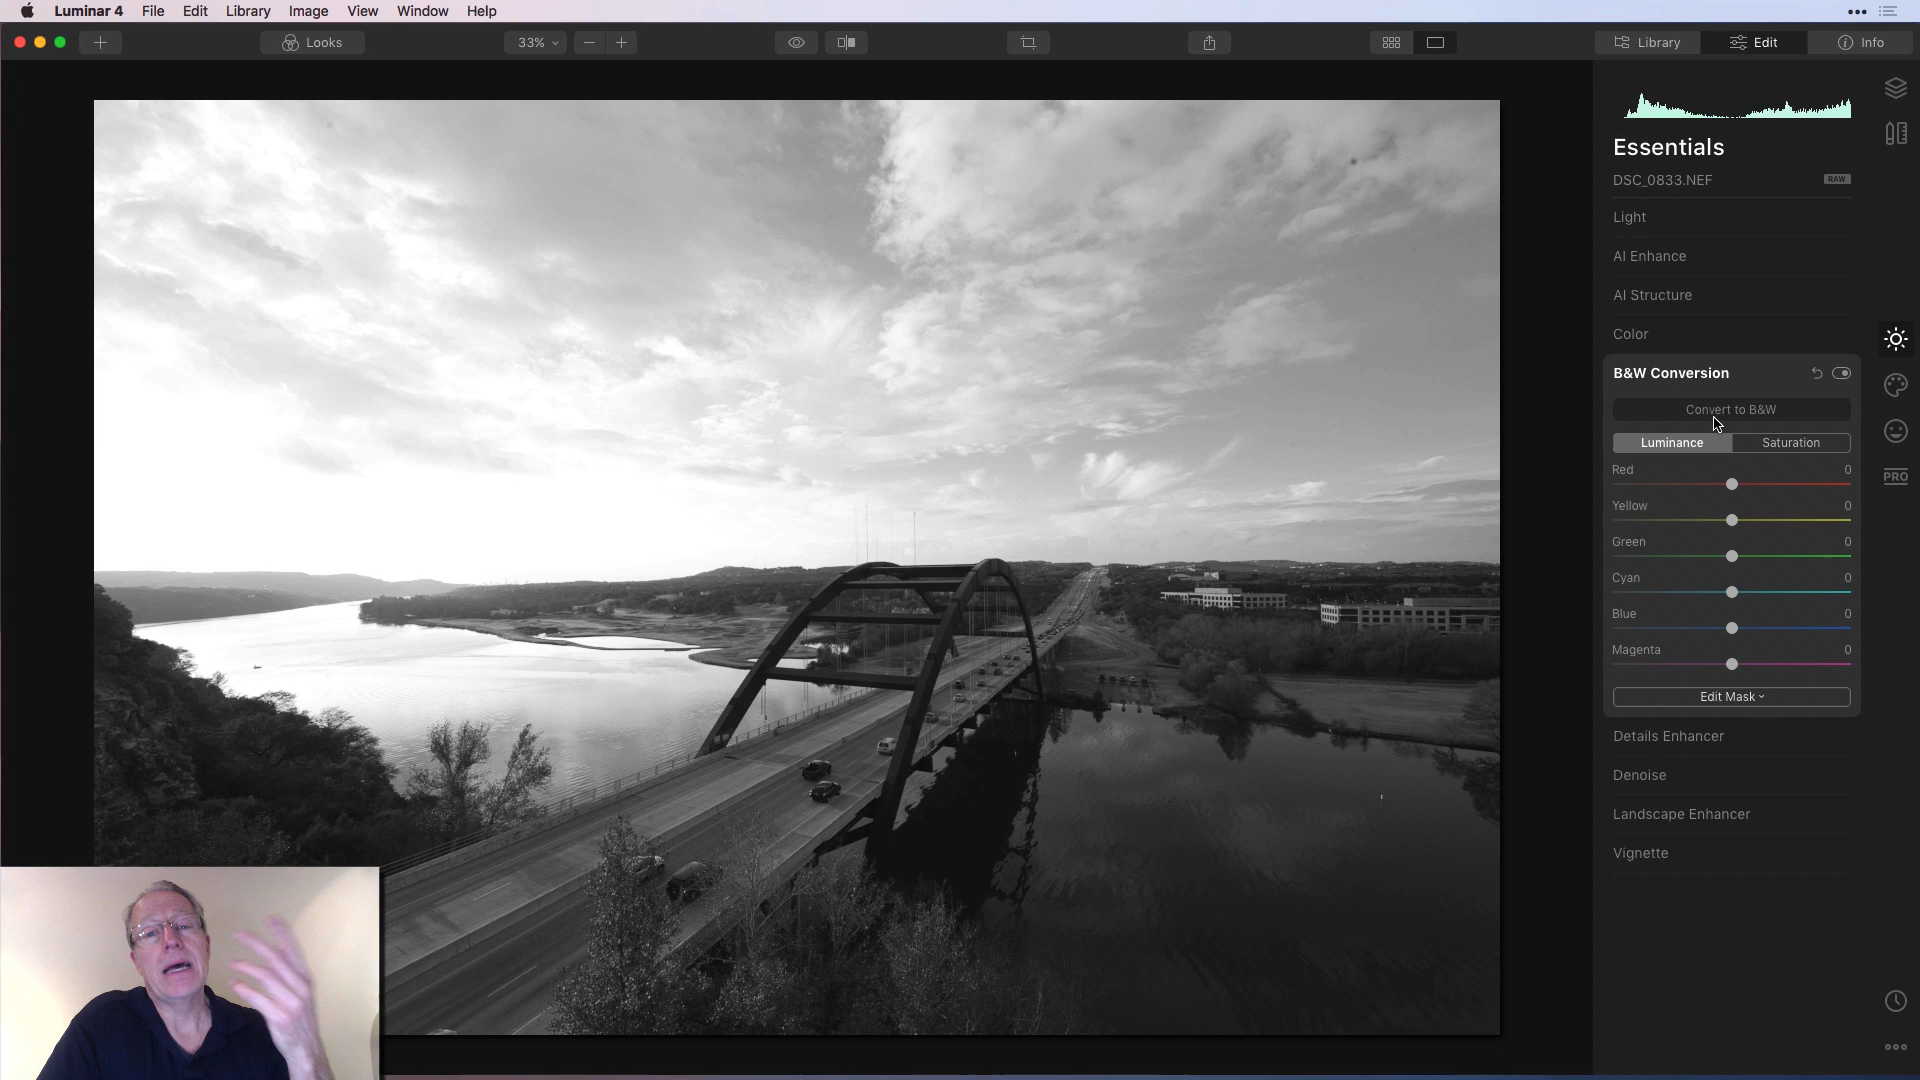 Luminar 4 File Edit Library Image View Window Help
Looks 33% Library Edit Info
Essentials
DSC_0833.NEF RAW
Light
AI Enhance
AI Structure
Color
B&W Conversion
Convert to B&W
Luminance Saturation
Red 0
Yellow 0
Green 0
Cyan 0
Blue 0
Magenta 0
Edit Mask
Details Enhancer
Denoise
Landscape Enhancer
Vignette
PRO